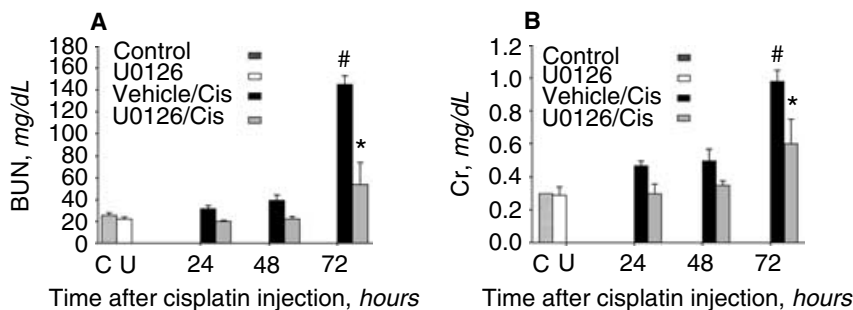 A
BUN, mg/dL
180
160
140
120
100
80
60
40
20
0
Control
U0126
Vehicle/Cis
U0126/Cis
#
*
C U 24 48 72
Time after cisplatin injection, hours
B
Cr, mg/dL
1.2
1.0
0.8
0.6
0.4
0.2
0.0
Control
U0126
Vehicle/Cis
U0126/Cis
#
*
C U 24 48 72
Time after cisplatin injection, hours